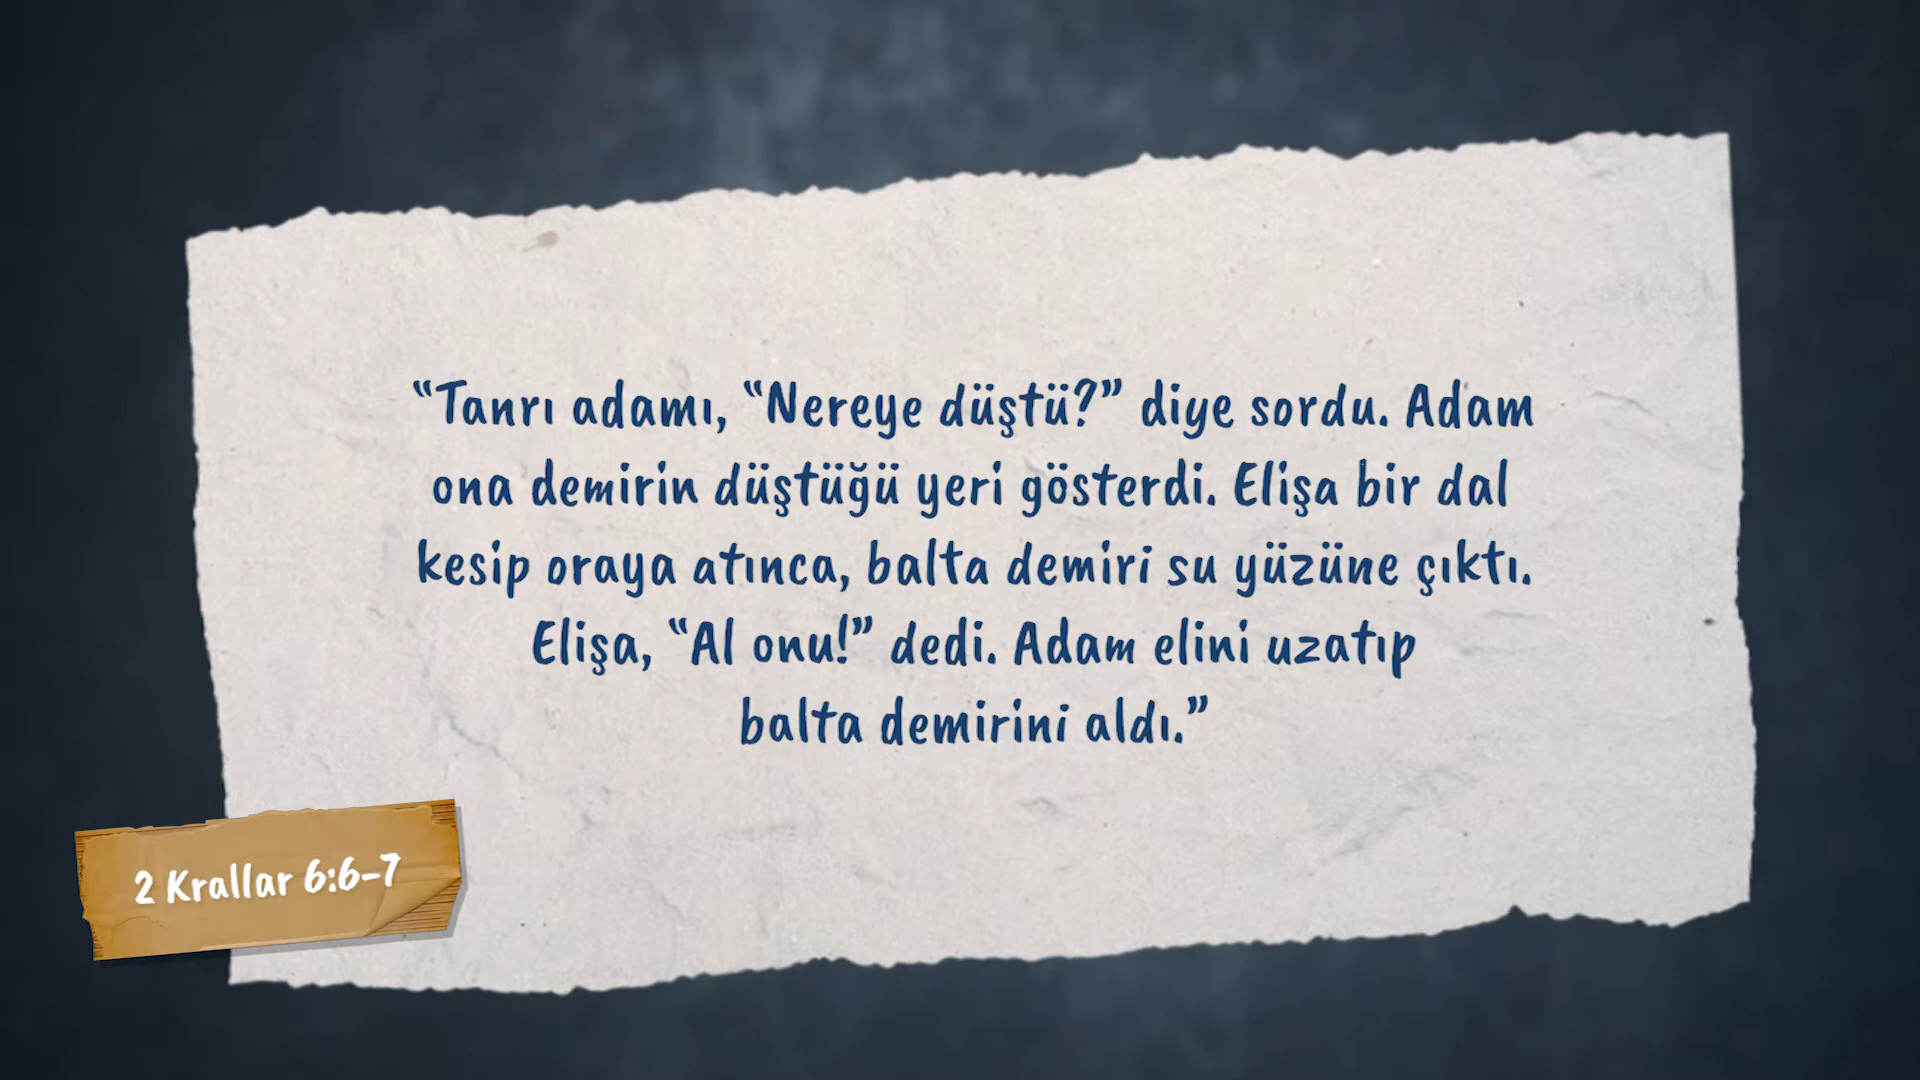 “Tanrı adamı, “Nereye düştü?” diye sordu. Adam
ona demirin düştüğü yeri gösterdi. Elişa bir dal
kesip oraya atınca, balta demiri su yüzüne çıktı.
Elişa, “Al onu!” dedi. Adam elini uzatıp
balta demirini aldı.”
2 Krallar 6:6-7